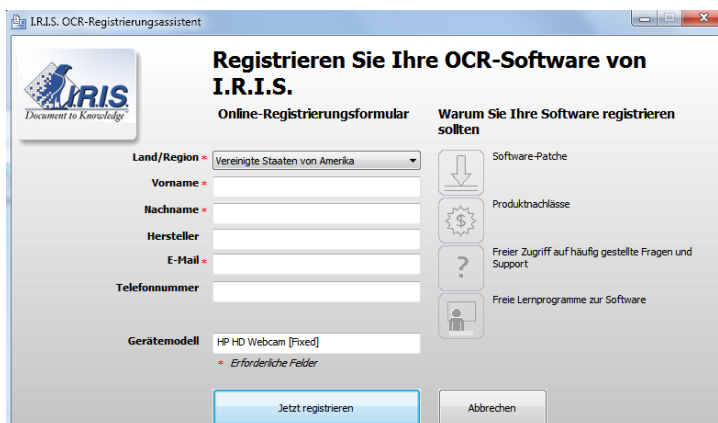 I.R.I.S. OCR-Registrierungsassistent
Registrieren Sie Ihre OCR-Software von
I.R.I.S.
IRIS
Document to Knowledge
Online-Registrierungsformular
Land/Region *
Vereinigte Staaten von Amerika
Vorname *
Nachname *
Hersteller
E-Mail *
Telefonnummer
Gerätemodell
HP HD Webcam [Fixed]
* Erforderliche Felder
Warum Sie Ihre Software registrieren
sollten
Software-Patche
$
Produktnachlässe
?
Freier Zugriff auf häufig gestellte Fragen und
Support
Freie Lernprogramme zur Software
Jetzt registrieren
Abbrechen